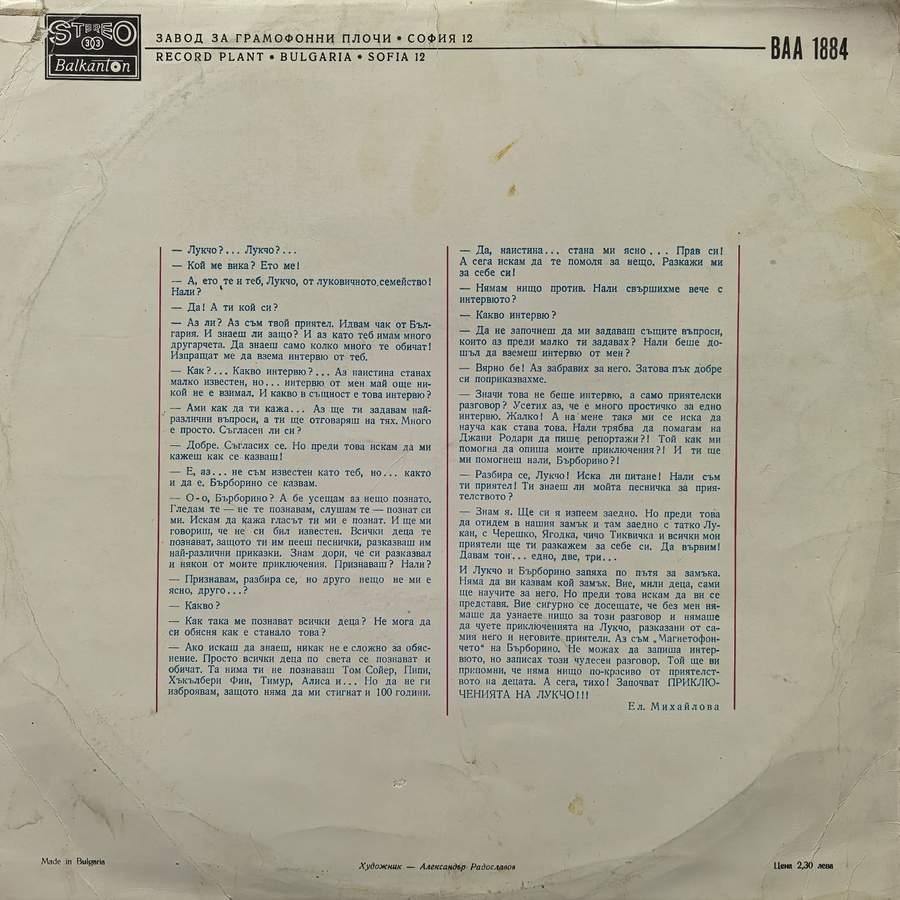 STEREO
303
Balkanton
ЗАВОД ЗА ГРАМОФОННИ ПЛОЧИ • СОФИЯ 12
RECORD PLANT • BULGARIA • SOFIA 12
ВАА 1884
— Лукчо?... Лукчо?...
— Кой ме вика? Ето ме!
— А, ето те и теб, Лукчо, от луковичното семейство!
Нали?
— Да! А ти кой си?
— Аз ли? Аз съм твой приятел. Идвам чак от Бъл-
гария. И знаеш ли защо? И аз като теб имам много
другарчета. Да знаеш само колко много те обичат!
Изпращат ме да взема интервю от теб.
— Как?... Какво интервю?... Аз наистина станах
малко известен, но... интервю от мен май още ни-
кой не е взимал. И какво в същност е това интервю?
— Ами как да ти кажа... Аз ще ти задавам най-
различни въпроси, а ти ще отговаряш на тях. Много
е просто. Съгласен ли си?
— Добре. Съгласих се. Но преди това искам да ми
кажеш как се казваш!
— Е, аз... не съм известен като теб, но... както
и да е. Бърборино се казвам.
— О-о, Бърборино? А бе усещам аз нещо познато.
Гледам те — не те познавам, слушам те — познат си
ми. Искам да кажа гласът ти ми е познат. И ще ми
говориш, че не си бил известен. Всички деца те
познават, защото ти им пееш песнички, разказваш им
най-различни приказки. Знам дори, че си разказвал
и някои от моите приключения. Признаваш? Нали?
— Признавам, разбира се, но друго нещо не ми е
ясно, друго...?
— Какво?
— Как така ме познават всички деца? Не мога да
си обясня как е станало това?
— Ако искаш да знаеш, никак не е сложно за обяс-
нение. Просто всички деца по света се познават и
обичат. Та нима ти не познаваш Том Сойер, Пипи,
Хъкълбери Фин, Тимур, Алиса и... Но да не ги
изброявам, защото няма да ми стигнат и 100 години.
— Да, наистина... стана ми ясно... Прав си!
А сега искам да те помоля за нещо. Разкажи ми
за себе си!
— Нямам нищо против. Нали свършихме вече с
интервюто?
— Какво интервю?
— Да не започнеш да ми задаваш същите въпроси,
които аз преди малко ти задавах? Нали беше до-
шъл да вземеш интервю от мен?
— Вярно бе! Аз забравих за него. Затова пък добре
си поприказвахме.
— Значи това не беше интервю, а само приятелски
разговор? Усетих аз, че е много простичко за едно
интервю. Жалко! А на мене така ми се иска да
науча как става това. Нали трябва да помагам на
Джани Родари да пише репортажи?! Той как ми
помогна да опиша моите приключения?! И ти ще
ми помогнеш нали, Бърборино?!
— Разбира се, Лукчо! Иска ли питане! Нали съм
ти приятел! Ти знаеш ли мойта песничка за прия-
телството?
— Знам я. Ще си я изпеем заедно. Но преди това
да отидем в нашия замък и там заедно с татко Лу-
кан, с Черешко, Ягодка, чичо Тиквичка и всички мои
приятели ще ти разкажем за себе си. Да вървим!
Давам тон... едно, две, три...
И Лукчо и Бърборино запяха по пътя за замъка.
Няма да ви казвам кой замък. Вие, мили деца, сами
ще научите за него. Но преди това искам да ви се
представя. Вие сигурно се досещате, че без мен ня-
маше да узнаете нищо за този разговор и нямаше
да чуете приключенията на Лукчо, разказани от са-
мия него и неговите приятели. Аз съм „Магнетофон-
чето“ на Бърборино. Не можах да запиша интер-
вюто, но записах този чудесен разговор. Той ще ви
припомни, че няма нищо по-красиво от приятелст-
вото на децата. А сега, тихо! Започват ПРИКЛЮ-
ЧЕНИЯТА НА ЛУКЧО!!!
Ел. Михайлова
Made in Bulgaria
Художник — Александър Радославов
Цена 2,30 лева